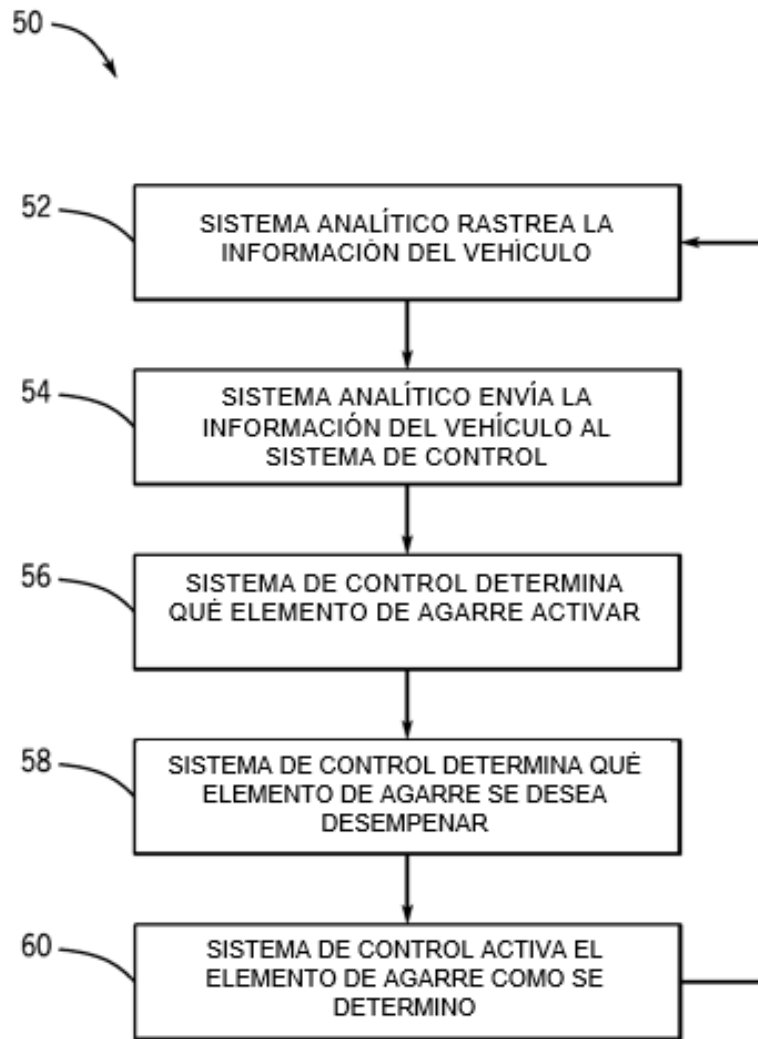 50
52
SISTEMA ANALÍTICO RASTREA LA
INFORMACIÓN DEL VEHÍCULO
54
SISTEMA ANALÍTICO ENVÍA LA
INFORMACIÓN DEL VEHÍCULO AL
SISTEMA DE CONTROL
56
SISTEMA DE CONTROL DETERMINA
QUÉ ELEMENTO DE AGARRE ACTIVAR
58
SISTEMA DE CONTROL DETERMINA QUÉ
ELEMENTO DE AGARRE SE DESEA
DESEMPENAR
60
SISTEMA DE CONTROL ACTIVA EL
ELEMENTO DE AGARRE COMO SE
DETERMINO